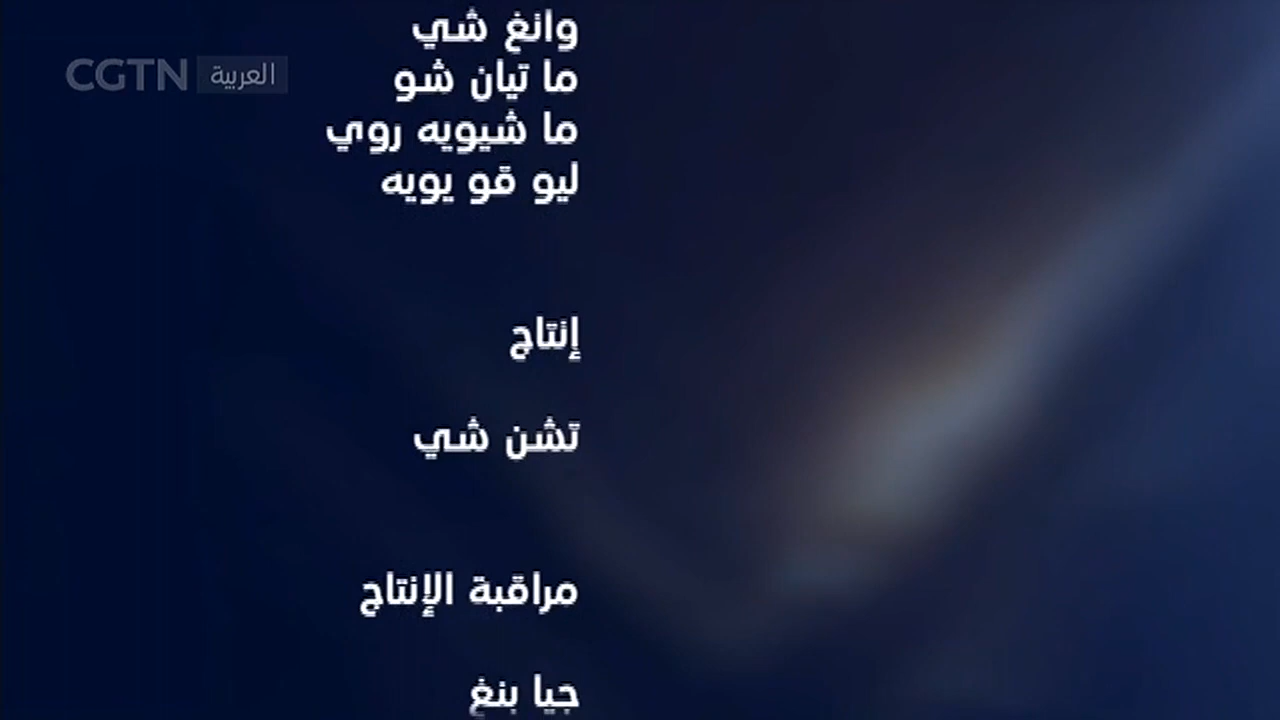 وانغ شي
CGTN العربية
ما تيان شو
ما شيويه روي
ليو قو يويه
إنتاج
تشن شي
مراقبة الإنتاج
جيا بنغ